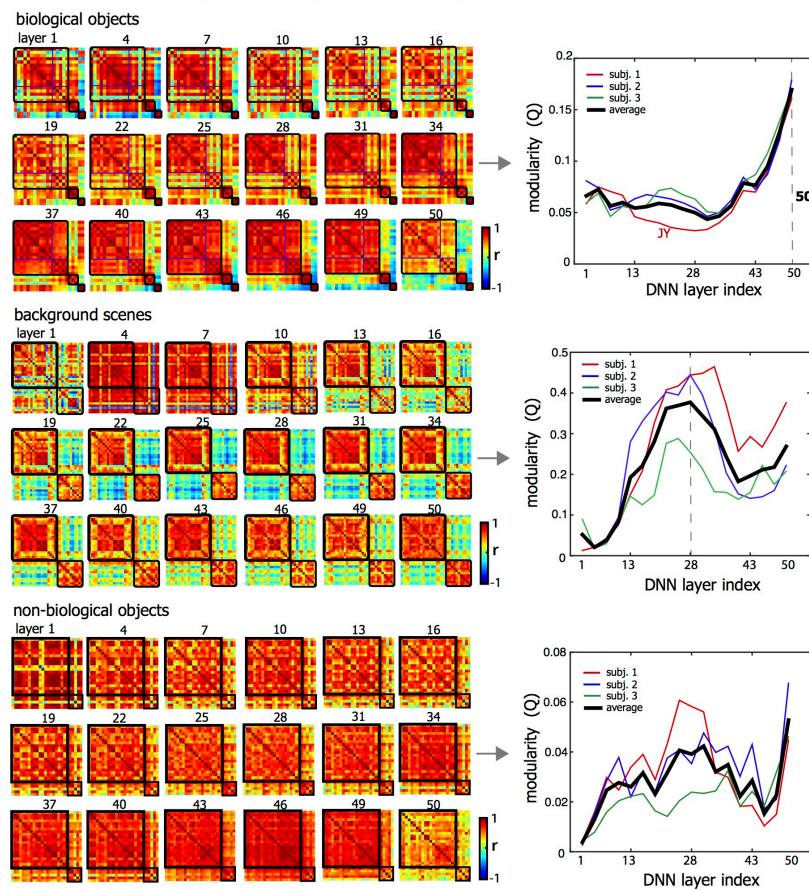 biological objects
layer 1 4 7 10 13 16
19 22 25 28 31 34
37 40 43 46 49 50
1
r
-1
0.2
0.15
0.1
0.05
0
modularity (Q)
subj. 1
subj. 2
subj. 3
average
JY
50
1 13 28 43 50
DNN layer index
background scenes
layer 1 4 7 10 13 16
19 22 25 28 31 34
37 40 43 46 49 50
1
r
-1
0.5
0.4
0.3
0.2
0.1
0
modularity (Q)
subj. 1
subj. 2
subj. 3
average
1 13 28 43 50
DNN layer index
non-biological objects
layer 1 4 7 10 13 16
19 22 25 28 31 34
37 40 43 46 49 50
1
r
-1
0.08
0.06
0.04
0.02
0
modularity (Q)
subj. 1
subj. 2
subj. 3
average
1 13 28 43 50
DNN layer index